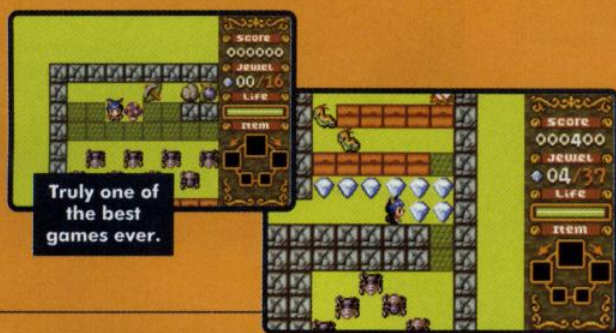 SCORE
000000
JEWEL
00/16
LIFE
ITEM
Truly one of
the best
games ever.
SCORE
000400
JEWEL
04/37
LIFE
ITEM